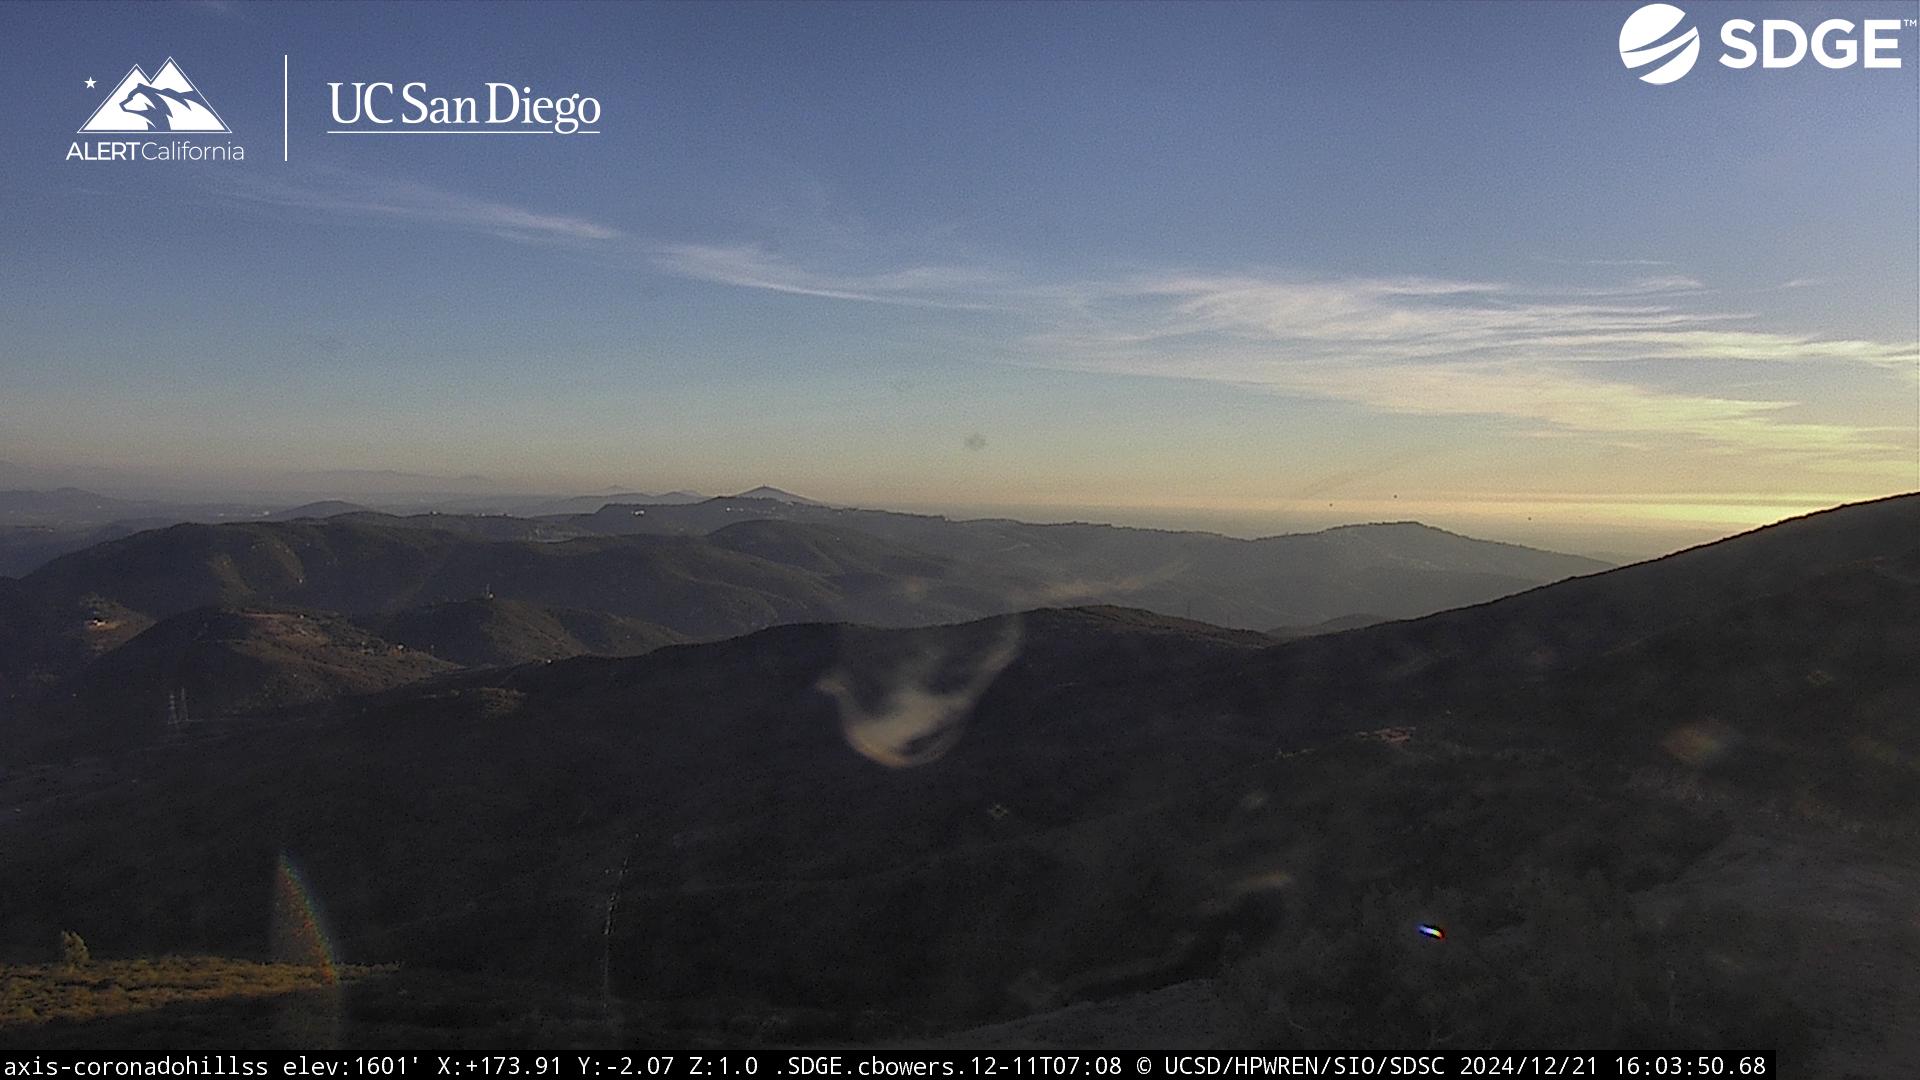 SDGE™
UC San Diego
ALERTCalifornia
axis-coronadohillss elev:1601' X:+173.91 Y:-2.07 Z:1.0 .SDGE.cbowers.12-11T07:08 © UCSD/HPWREN/SIO/SDSC 2024/12/21 16:03:50.68